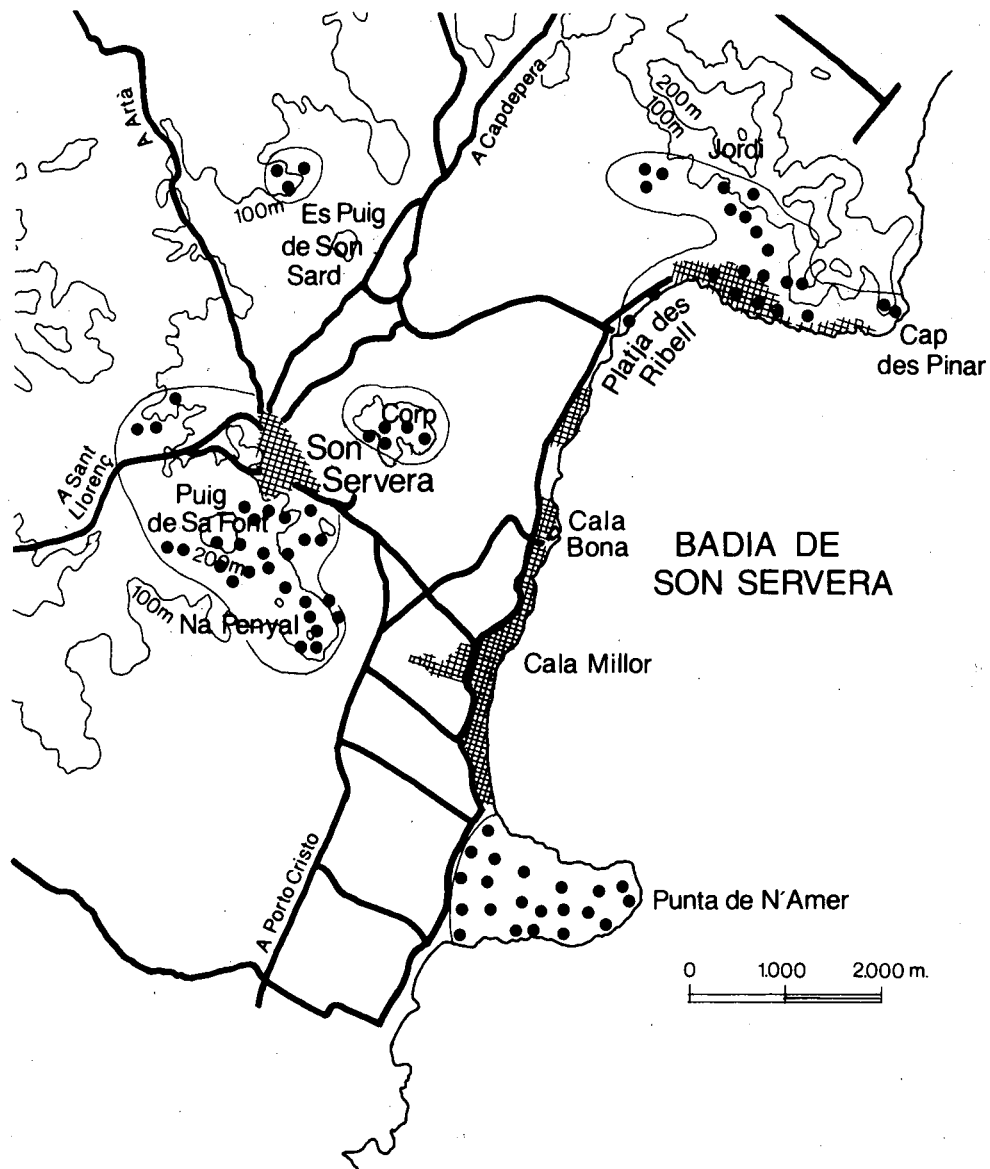 A Artà
A Capdepera
200m
100m
Jordi
100m
Es Puig
de Son
Sard
Platja des
Ribell
Cap
des Pinar
Corp
Son
Servera
A Sant
Llorenç
Puig
de Sa Font
200m
100m
Na Penyal
Cala
Bona
BADIA DE
SON SERVERA
Cala Millor
A Porto Cristo
Punta de N'Amer
0 1.000 2.000 m.